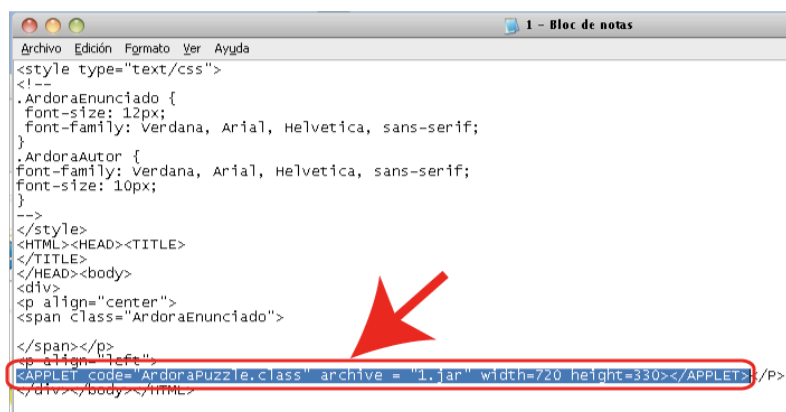 1 - Bloc de notas
Archivo Edición Formato Ver Ayuda
<style type="text/css">
<!--
.ArdoraEnunciado {
 font-size: 12px;
 font-family: Verdana, Arial, Helvetica, sans-serif;
}
.ArdoraAutor {
font-family: Verdana, Arial, Helvetica, sans-serif;
font-size: 10px;
}
-->
</style>
<HTML><HEAD><TITLE>
</TITLE>
</HEAD><body>
<div>
<p align="center">
<span class="ArdoraEnunciado">
</span></p>
<p align="left">
<APPLET code="ArdoraPuzzle.class" archive = "1.jar" width=720 height=330></APPLET></P>
</div></body></HTML>